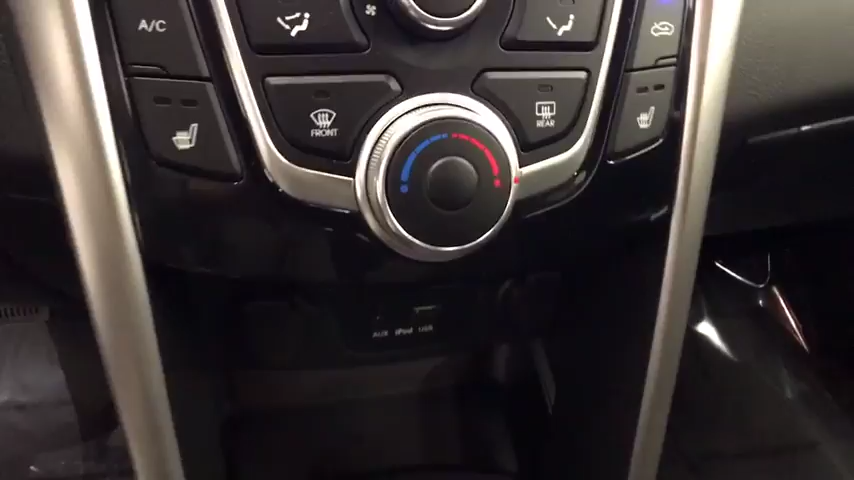 A/C
FRONT
REAR
AUX iPod USB